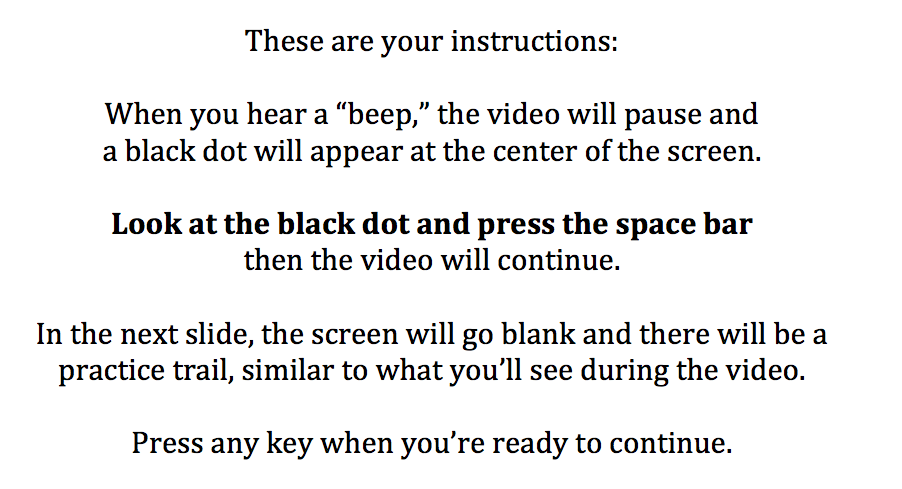 These are your instructions:
When you hear a “beep,” the video will pause and
a black dot will appear at the center of the screen.
Look at the black dot and press the space bar
then the video will continue.
In the next slide, the screen will go blank and there will be a
practice trail, similar to what you’ll see during the video.
Press any key when you’re ready to continue.